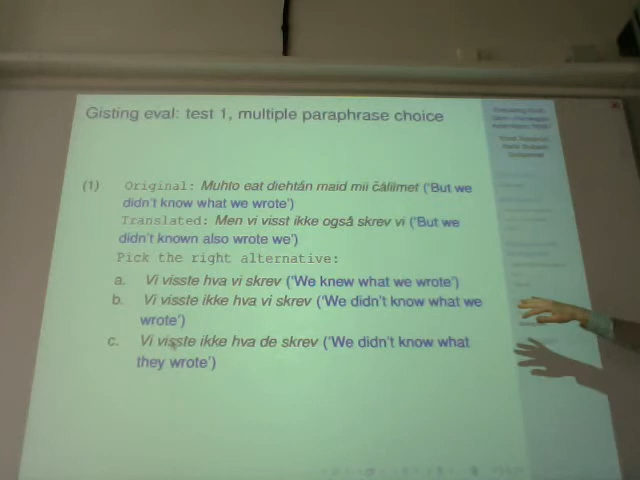 Gisting eval: test 1, multiple paraphrase choice
(1) Original: Muhto eat diehtán maid mii čáliimet ('But we
didn't know what we wrote')
Translated: Men vi visst ikke også skrev vi ('But we
didn't known also wrote we')
Pick the right alternative:
a. Vi visste hva vi skrev ('We knew what we wrote')
b. Vi visste ikke hva vi skrev ('We didn't know what we
wrote')
c. Vi visste ikke hva de skrev ('We didn't know what
they wrote')